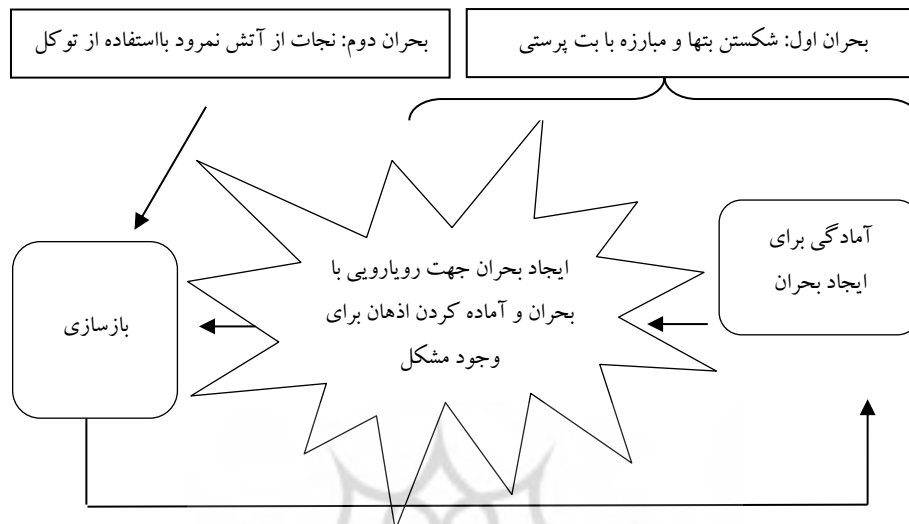 بحران اول: شکستن بتها و مبارزه با بت پرستی
بحران دوم: نجات از آتش نمرود بااستفاده از توکل
آمادگی برای
ایجاد بحران
ایجاد بحران جهت رویارویی با
بحران و آماده کردن اذهان برای
وجود مشکل
بازسازی